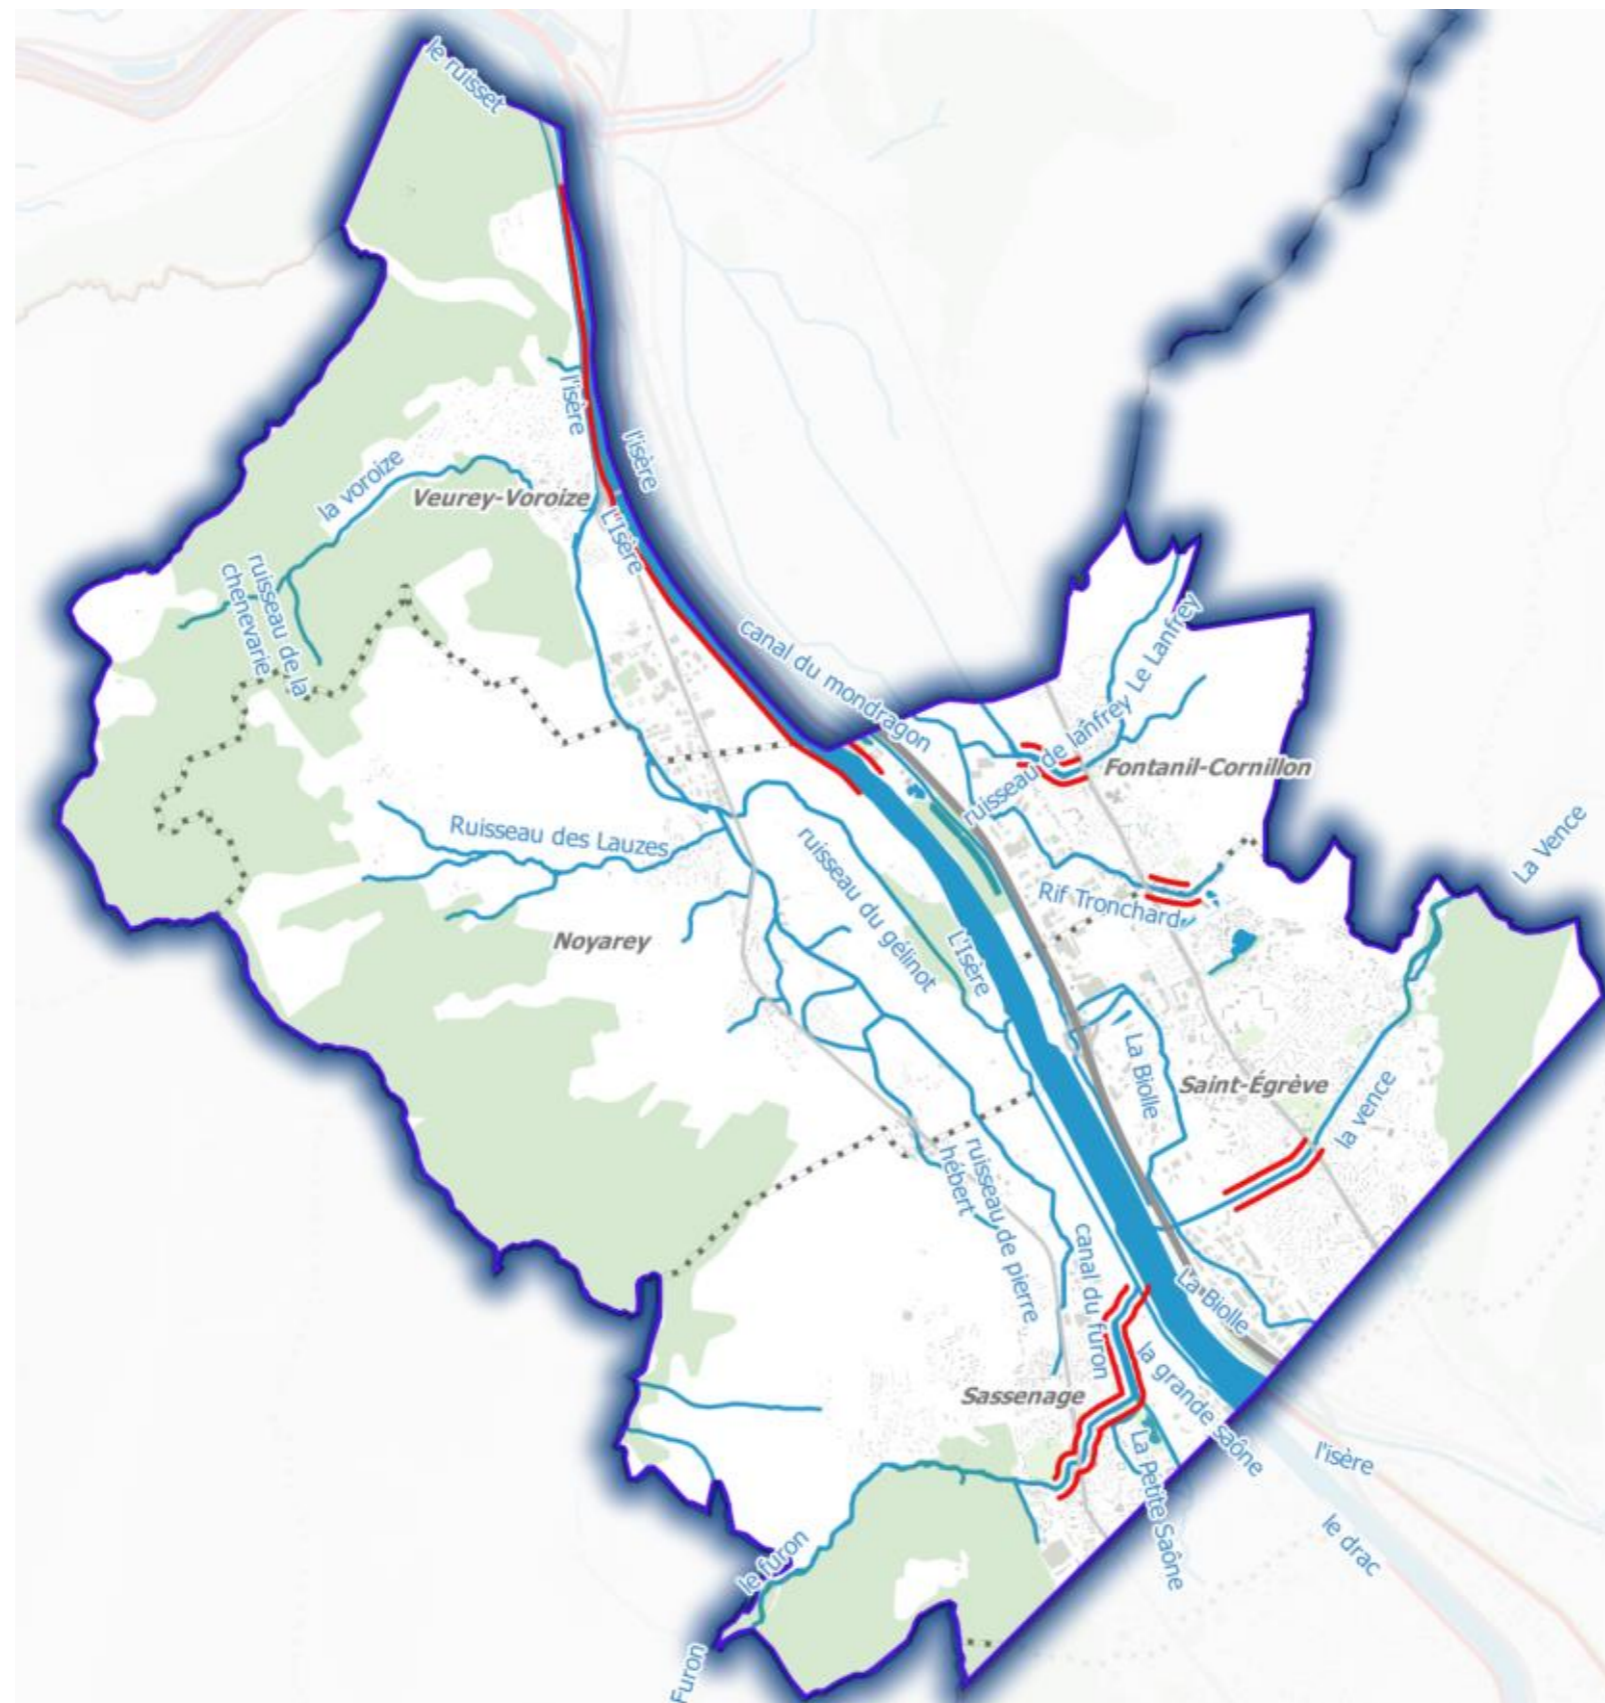 le ruisset
l'isère
l'isère
la voroize
Veurey-Voroize
L'Isère
ruisseau de la
chenevarie
canal du mondragon
Le Lanfrey
ruisseau de lanfrey
Fontanil-Cornillon
Ruisseau des Lauzes
ruisseau du gélinot
Rif Tronchard
La Vence
Noyarey
L'Isère
La Biolle
Saint-Égrève
la vence
hébert
ruisseau de pierre
canal du furon
La Biolle
la grande saône
Sassenage
La Petite Saône
l'isère
le drac
le furon
Furon